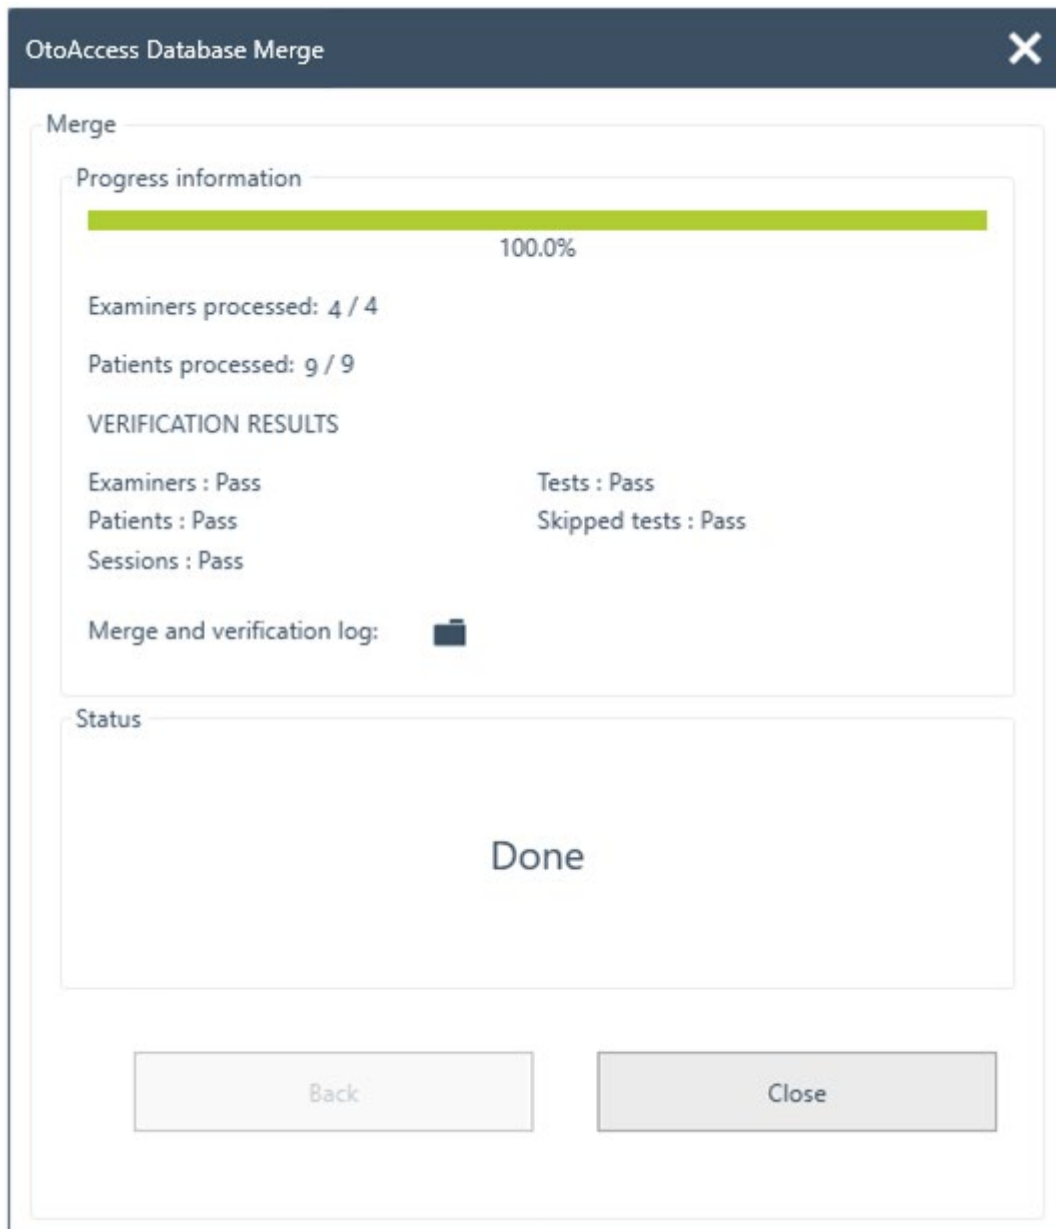 OtoAccess Database Merge
Merge
Progress information
100.0%
Examiners processed: 4 / 4
Patients processed: 9 / 9
VERIFICATION RESULTS
Examiners : Pass
Tests : Pass
Patients : Pass
Skipped tests : Pass
Sessions : Pass
Merge and verification log:
Status
Done
Back
Close